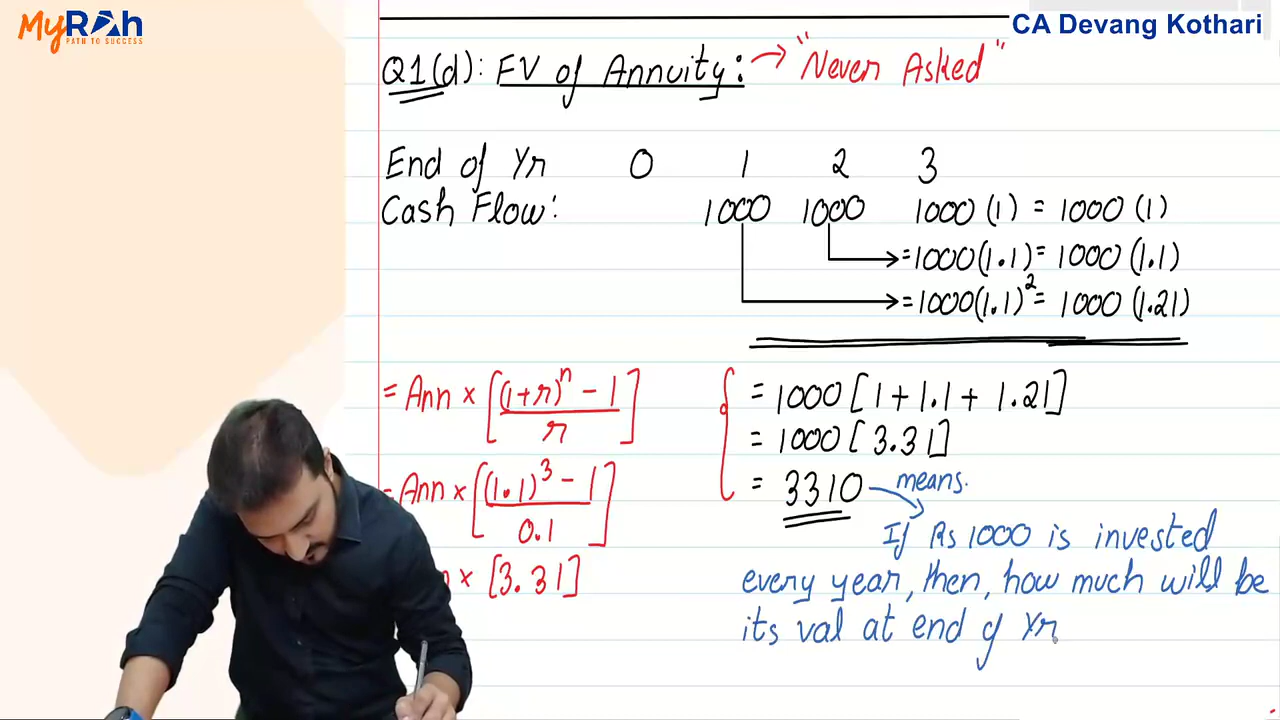 MyRAh
PATH TO SUCCESS
CA Devang Kothari
Q1(d): FV of Annuity: → "Never Asked"
End of Yr 0 1 2 3
Cash Flow: 1000 1000 1000 (1) = 1000 (1)
= 1000(1.1) = 1000 (1.1)
= 1000(1.1)² = 1000 (1.21)
= Ann × [(1+r)ⁿ - 1 / r]
= Ann × [(1.1)³ - 1 / 0.1]
× [3.31]
= 1000 [1 + 1.1 + 1.21]
= 1000 [3.31]
= 3310 means.
If Rs 1000 is invested
every year, then, how much will be
its val at end of Yr